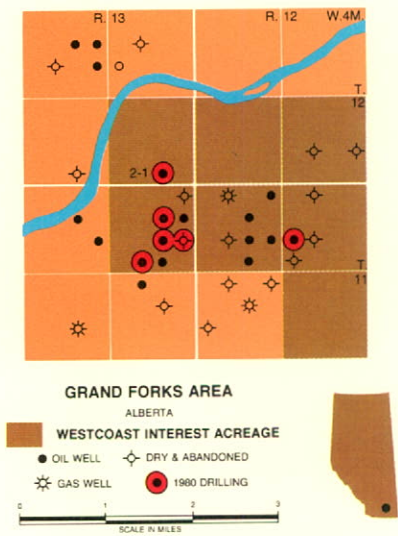 R. 13 R. 12 W.4M.
T.
12
2-1
T.
11
GRAND FORKS AREA
ALBERTA
WESTCOAST INTEREST ACREAGE
OIL WELL DRY & ABANDONED
GAS WELL 1980 DRILLING
0 1 2 3
SCALE IN MILES